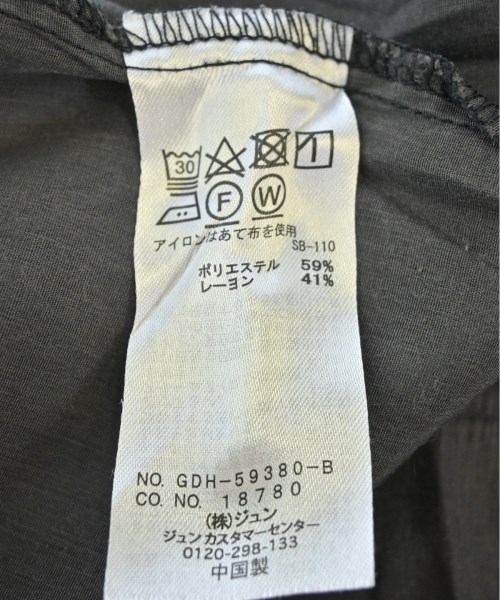 30
F W
アイロンはあて布を使用
SB-110
ポリエステル 59%
レーヨン 41%
NO. GDH-59380-B
CO. NO. 18780
(株)ジュン
ジュン カスタマーセンター
0120-298-133
中国製